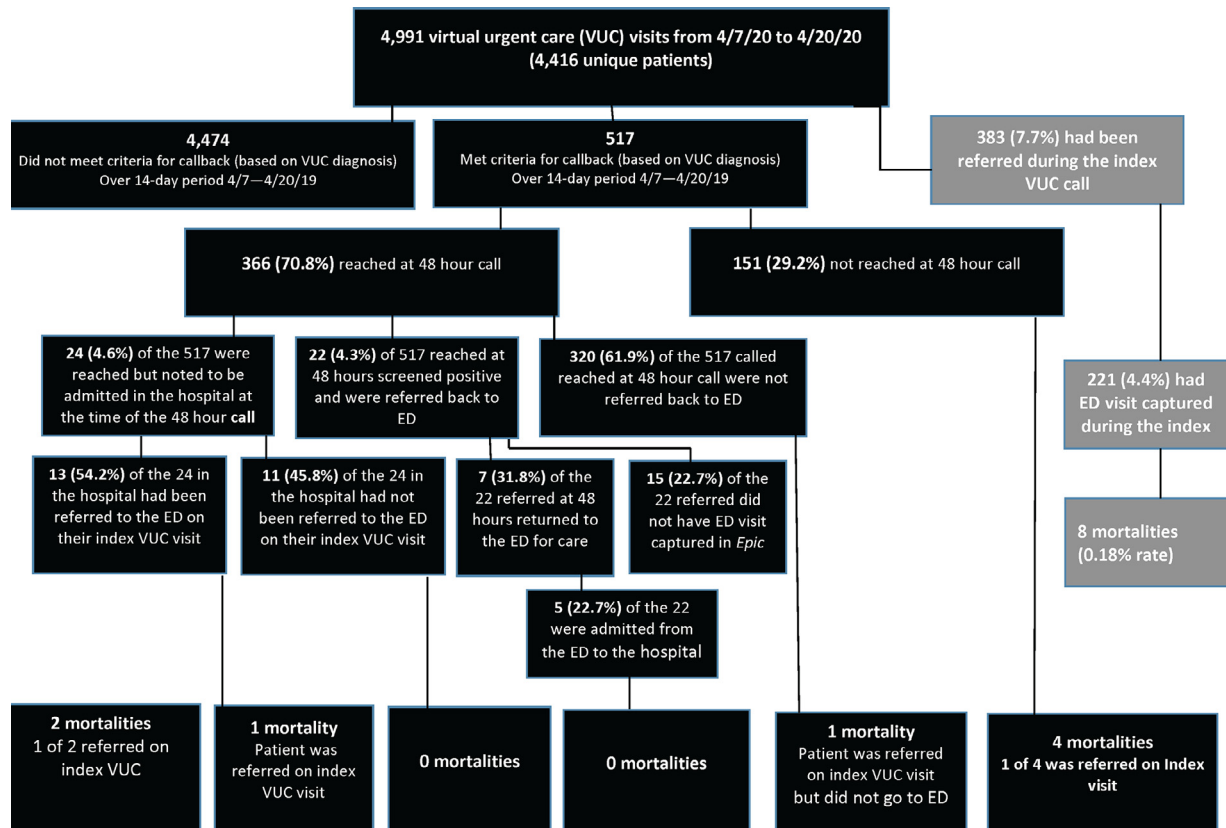 4,991 virtual urgent care (VUC) visits from 4/7/20 to 4/20/20
(4,416 unique patients)
4,474
Did not meet criteria for callback (based on VUC diagnosis)
Over 14-day period 4/7—4/20/19
517
Met criteria for callback (based on VUC diagnosis)
Over 14-day period 4/7—4/20/19
383 (7.7%) had been
referred during the index
VUC call
366 (70.8%) reached at 48 hour call
151 (29.2%) not reached at 48 hour call
24 (4.6%) of the 517 were
reached but noted to be
admitted in the hospital at
the time of the 48 hour call
22 (4.3%) of 517 reached at
48 hours screened positive
and were referred back to
ED
320 (61.9%) of the 517 called
reached at 48 hour call were not
referred back to ED
221 (4.4%) had
ED visit captured
during the index
13 (54.2%) of the 24 in
the hospital had been
referred to the ED on
their index VUC visit
11 (45.8%) of the 24 in
the hospital had not
been referred to the ED
on their index VUC visit
7 (31.8%) of the
22 referred at 48
hours returned to
the ED for care
15 (22.7%) of the
22 referred did
not have ED visit
captured in Epic
8 mortalities
(0.18% rate)
5 (22.7%) of the 22
were admitted from
the ED to the hospital
2 mortalities
1 of 2 referred on
index VUC
1 mortality
Patient was
referred on index
VUC visit
0 mortalities
0 mortalities
1 mortality
Patient was referred
on index VUC visit
but did not go to ED
4 mortalities
1 of 4 was referred on Index
visit